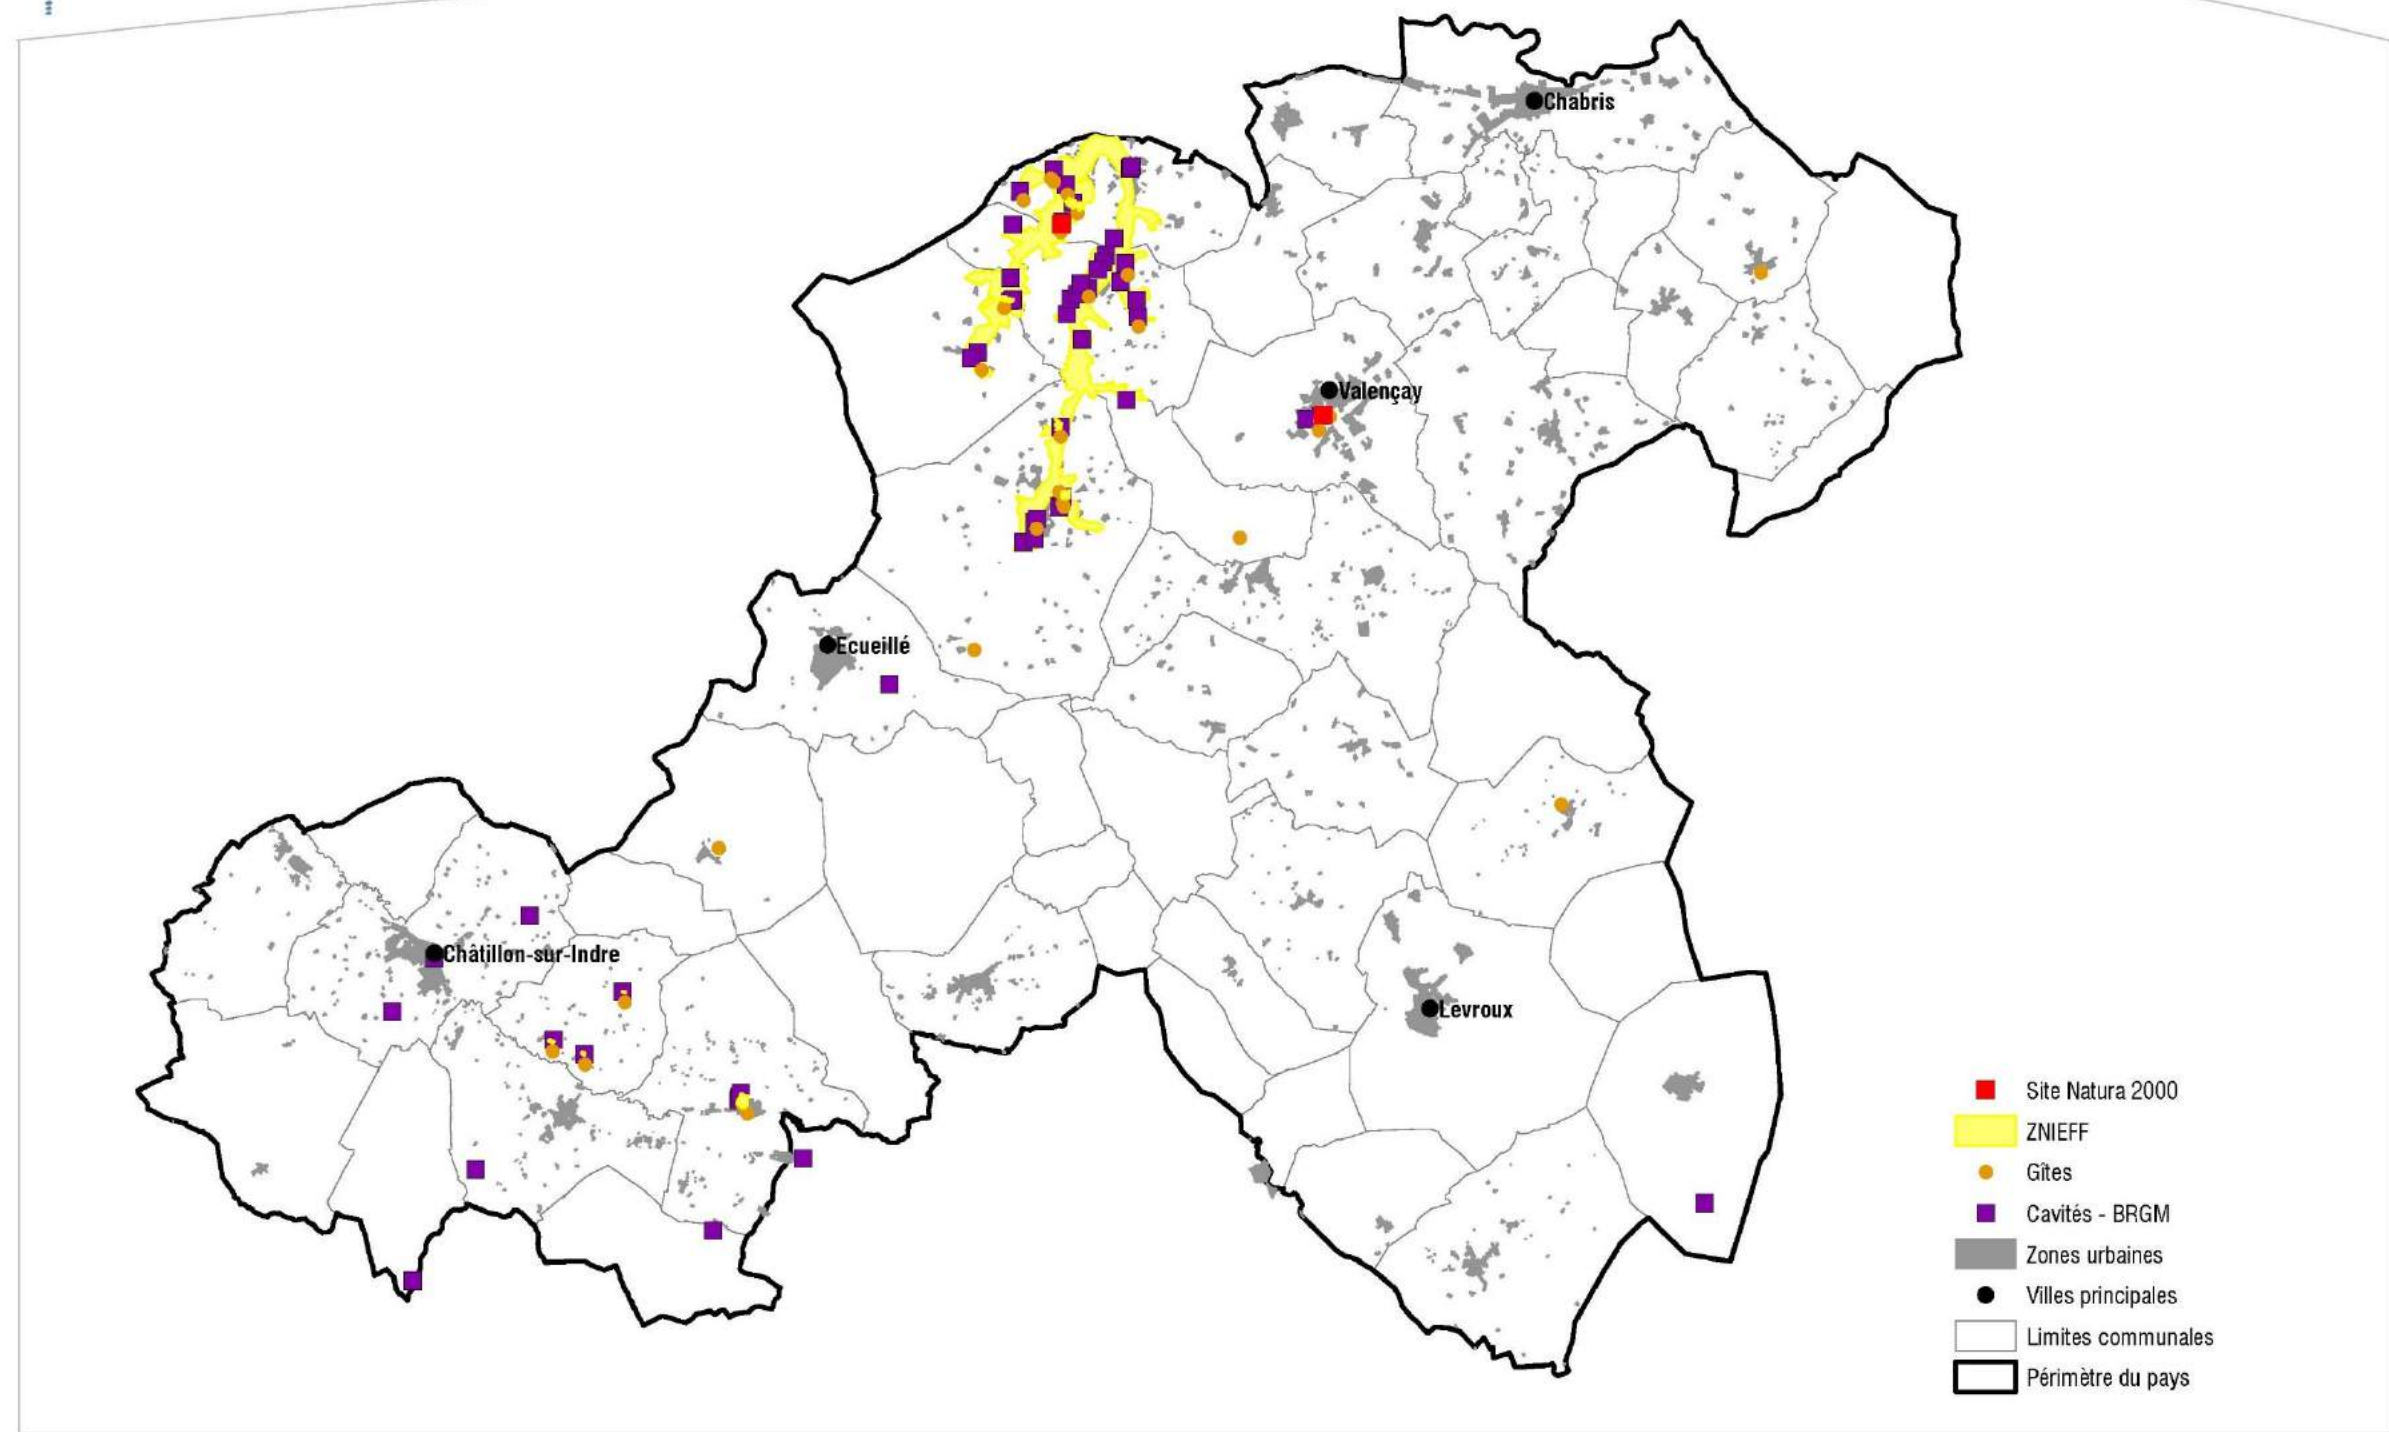 Chabris
Valençay
Ecueillé
Châtillon-sur-Indre
Levroux
Site Natura 2000
ZNIEFF
Gîtes
Cavités - BRGM
Zones urbaines
Villes principales
Limites communales
Périmètre du pays